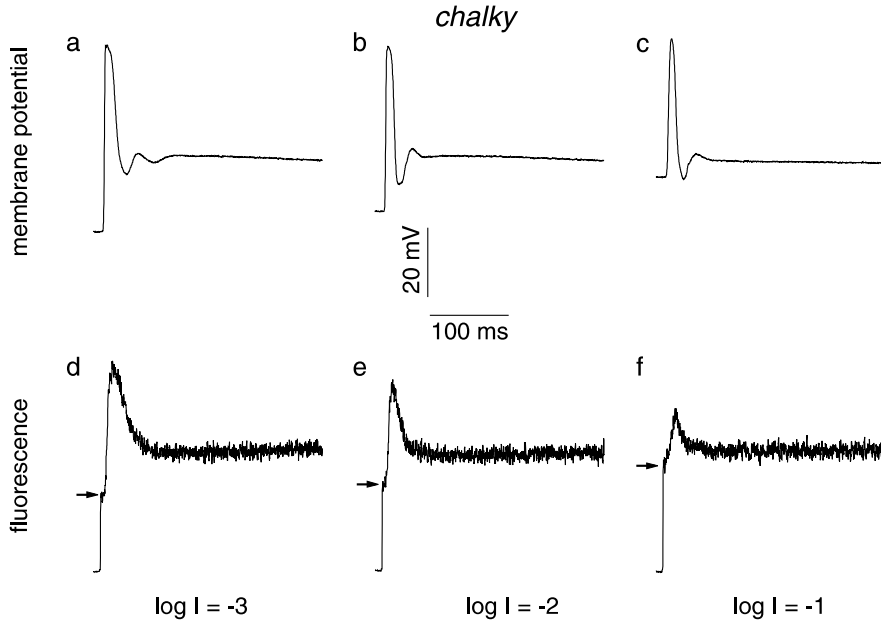 chalky
a
b
c
membrane potential
20 mV
100 ms
d
e
f
fluorescence
log I = -3
log I = -2
log I = -1